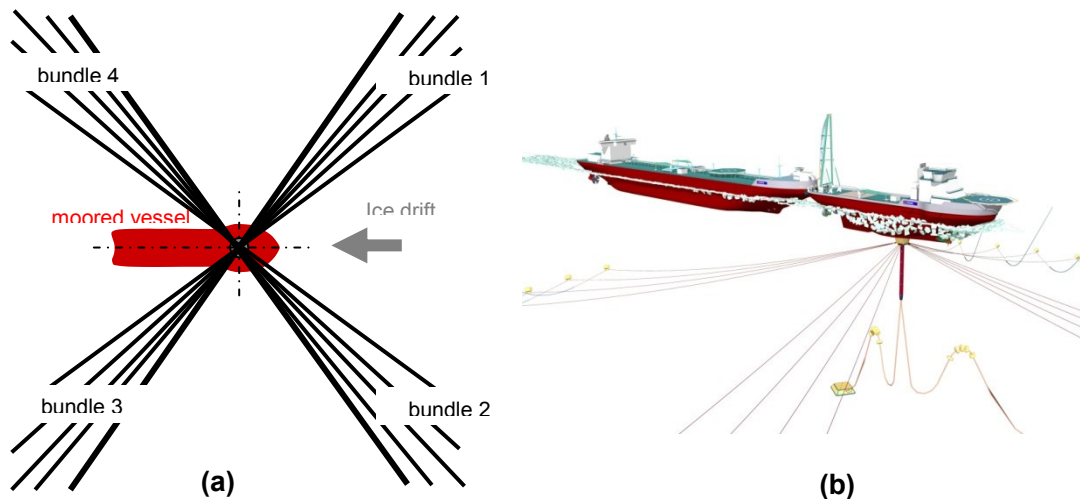 bundle 4
bundle 1
moored vessel
Ice drift
bundle 3
bundle 2
(a)
(b)